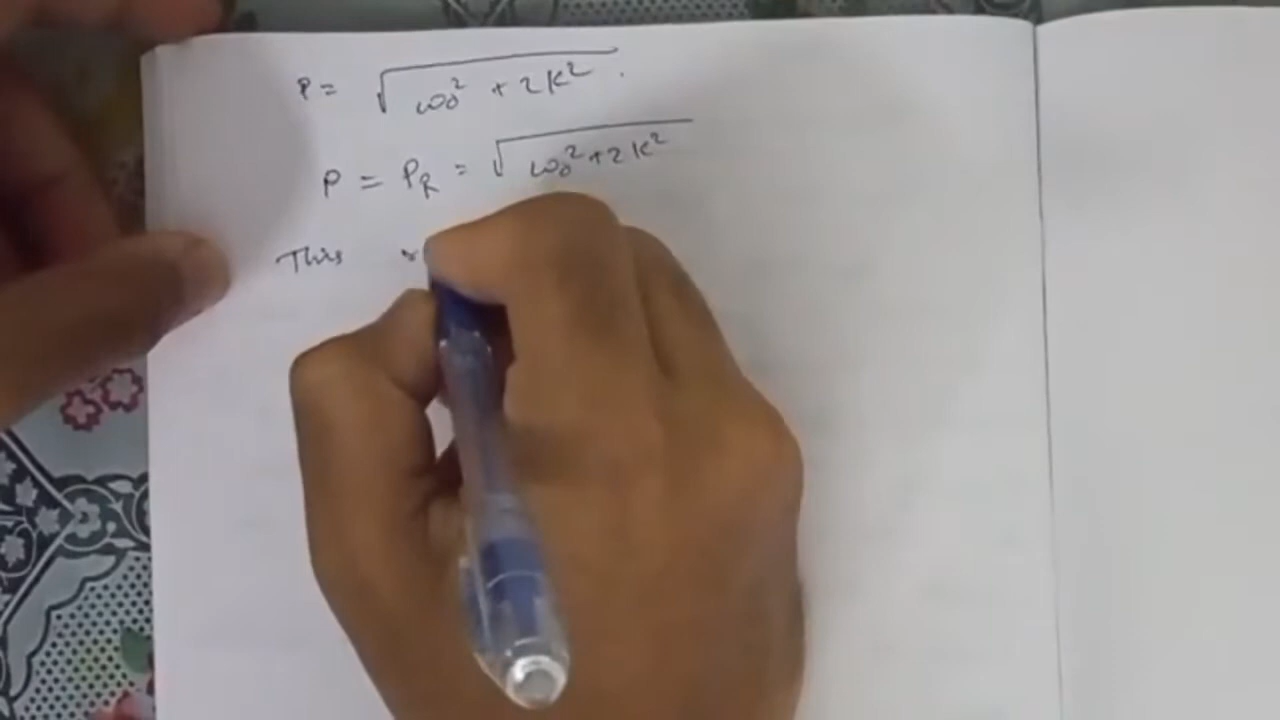 P = √ω₀² + 2K² .
P = P_R = √ω₀² + 2K²
This